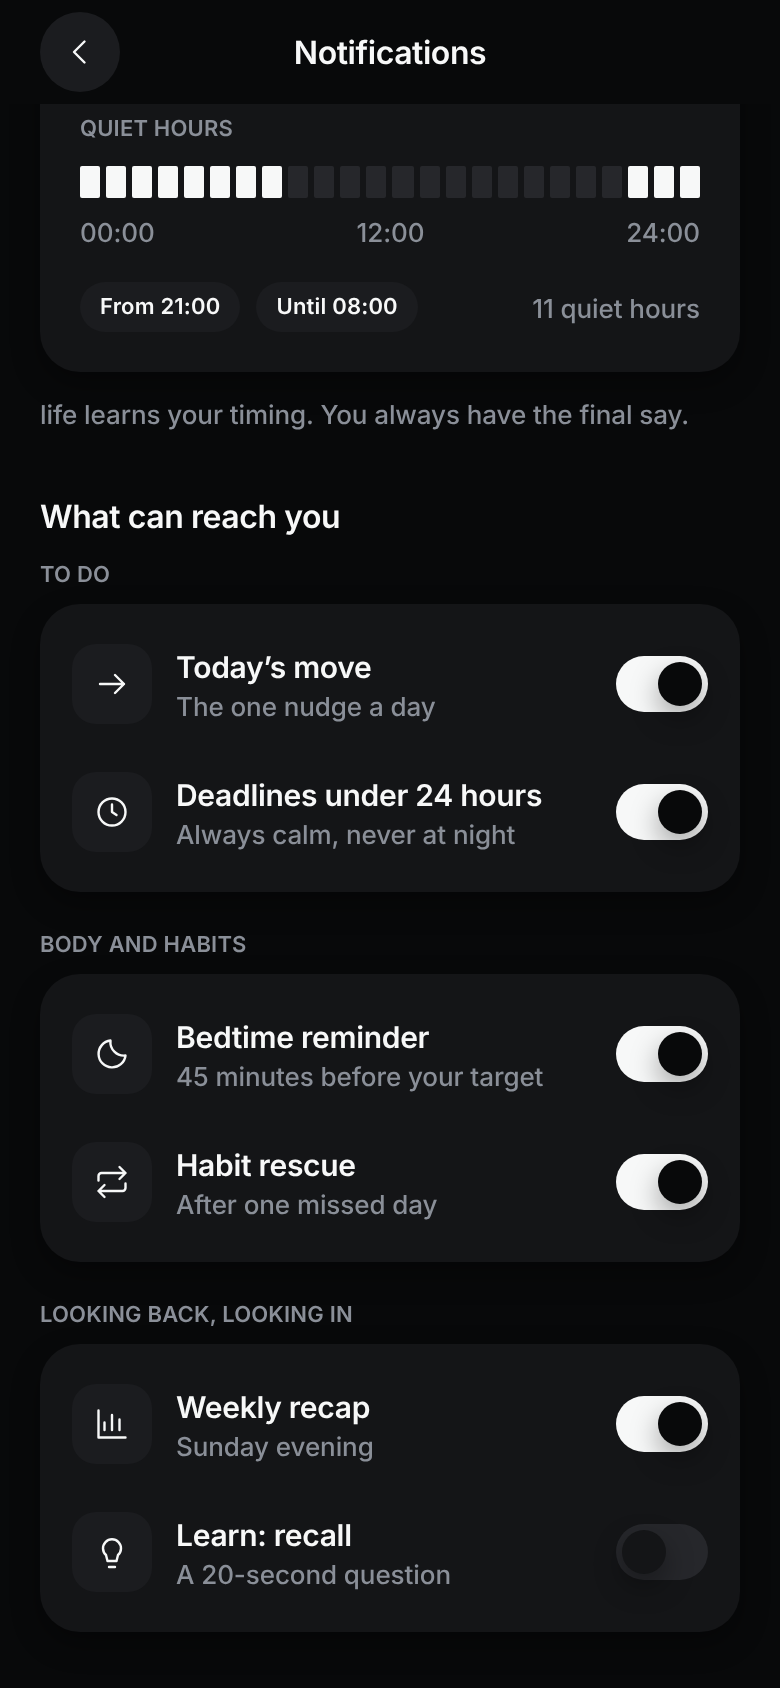 Notifications
QUIET HOURS
00:00 12:00 24:00
From 21:00 Until 08:00 11 quiet hours
life learns your timing. You always have the final say.
What can reach you
TO DO
Today’s move
The one nudge a day
Deadlines under 24 hours
Always calm, never at night
BODY AND HABITS
Bedtime reminder
45 minutes before your target
Habit rescue
After one missed day
LOOKING BACK, LOOKING IN
Weekly recap
Sunday evening
Learn: recall
A 20-second question